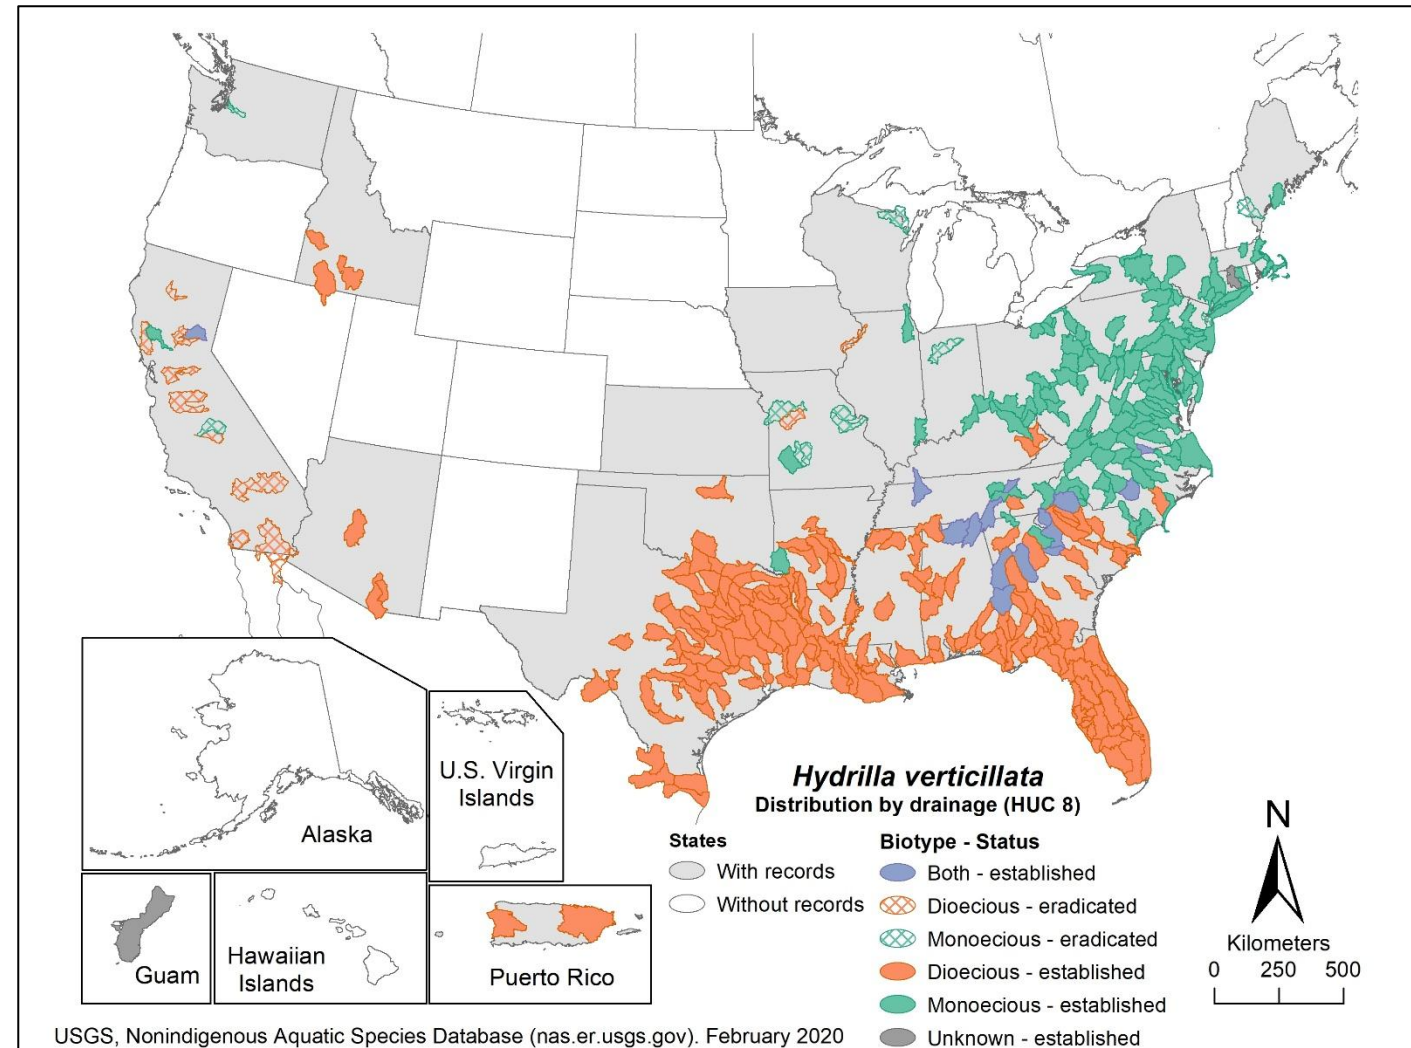 Alaska
U.S. Virgin
Islands
Guam
Hawaiian
Islands
Puerto Rico
Hydrilla verticillata
Distribution by drainage (HUC 8)
States
With records
Without records
Biotype - Status
Both - established
Dioecious - eradicated
Monoecious - eradicated
Dioecious - established
Monoecious - established
Unknown - established
N
Kilometers
0 250 500
USGS, Nonindigenous Aquatic Species Database (nas.er.usgs.gov). February 2020